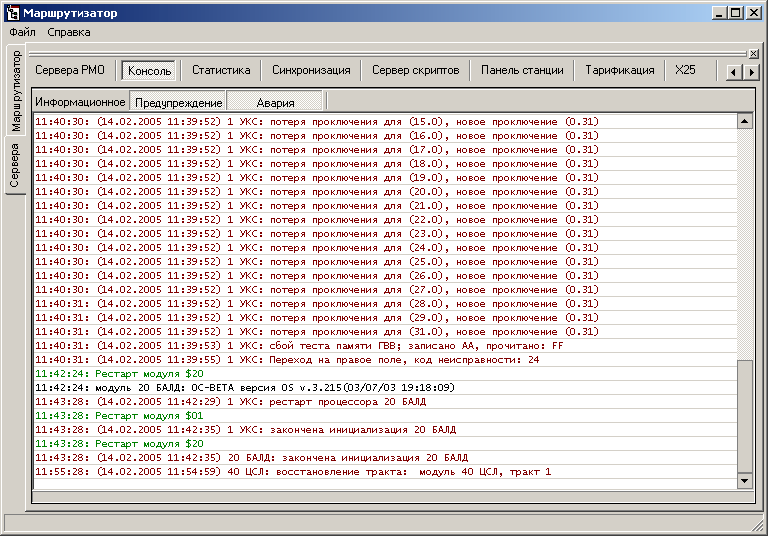 Маршрутизатор
Файл Справка
Маршрутизатор
Сервера
Сервера РМО Консоль Статистика Синхронизация Сервер скриптов Панель станции Тарификация X25
Информационное Предупреждение Авария
11:40:30: (14.02.2005 11:39:52) 1 УКС: потеря проключения для (15.0), новое проключение (0.31)
11:40:30: (14.02.2005 11:39:52) 1 УКС: потеря проключения для (16.0), новое проключение (0.31)
11:40:30: (14.02.2005 11:39:52) 1 УКС: потеря проключения для (17.0), новое проключение (0.31)
11:40:30: (14.02.2005 11:39:52) 1 УКС: потеря проключения для (18.0), новое проключение (0.31)
11:40:30: (14.02.2005 11:39:52) 1 УКС: потеря проключения для (19.0), новое проключение (0.31)
11:40:30: (14.02.2005 11:39:52) 1 УКС: потеря проключения для (20.0), новое проключение (0.31)
11:40:30: (14.02.2005 11:39:52) 1 УКС: потеря проключения для (21.0), новое проключение (0.31)
11:40:30: (14.02.2005 11:39:52) 1 УКС: потеря проключения для (22.0), новое проключение (0.31)
11:40:30: (14.02.2005 11:39:52) 1 УКС: потеря проключения для (23.0), новое проключение (0.31)
11:40:30: (14.02.2005 11:39:52) 1 УКС: потеря проключения для (24.0), новое проключение (0.31)
11:40:30: (14.02.2005 11:39:52) 1 УКС: потеря проключения для (25.0), новое проключение (0.31)
11:40:30: (14.02.2005 11:39:52) 1 УКС: потеря проключения для (26.0), новое проключение (0.31)
11:40:30: (14.02.2005 11:39:52) 1 УКС: потеря проключения для (27.0), новое проключение (0.31)
11:40:31: (14.02.2005 11:39:52) 1 УКС: потеря проключения для (28.0), новое проключение (0.31)
11:40:31: (14.02.2005 11:39:52) 1 УКС: потеря проключения для (29.0), новое проключение (0.31)
11:40:31: (14.02.2005 11:39:52) 1 УКС: потеря проключения для (31.0), новое проключение (0.31)
11:40:31: (14.02.2005 11:39:53) 1 УКС: сбой теста памяти ГВВ; записано AA, прочитано: FF
11:40:31: (14.02.2005 11:39:55) 1 УКС: Переход на правое поле, код неисправности: 24
11:42:24: Рестарт модуля $20
11:42:24: модуль 20 БАЛД: ОС-BETA версия OS v.3.215(03/07/03 19:18:09)
11:43:28: (14.02.2005 11:42:29) 1 УКС: рестарт процессора 20 БАЛД
11:43:28: Рестарт модуля $01
11:43:28: (14.02.2005 11:42:35) 1 УКС: закончена инициализация 20 БАЛД
11:43:28: Рестарт модуля $20
11:43:28: (14.02.2005 11:42:35) 20 БАЛД: закончена инициализация 20 БАЛД
11:55:28: (14.02.2005 11:54:59) 40 ЦСЛ: восстановление тракта: модуль 40 ЦСЛ, тракт 1